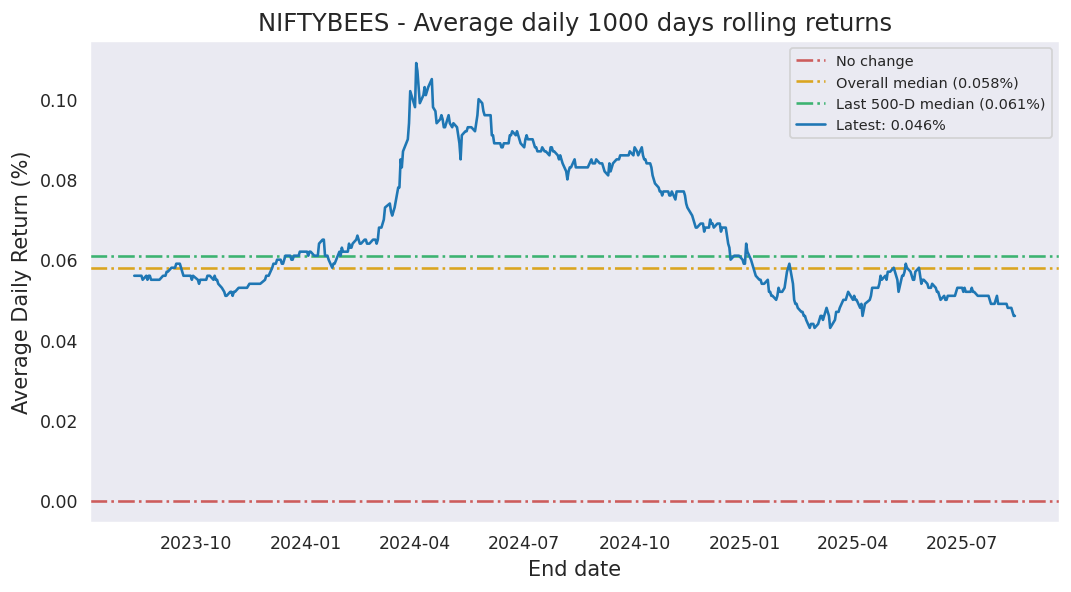 NIFTYBEES - Average daily 1000 days rolling returns
No change
Overall median (0.058%)
Last 500-D median (0.061%)
Latest: 0.046%
Average Daily Return (%)
0.10
0.08
0.06
0.04
0.02
0.00
2023-10 2024-01 2024-04 2024-07 2024-10 2025-01 2025-04 2025-07
End date